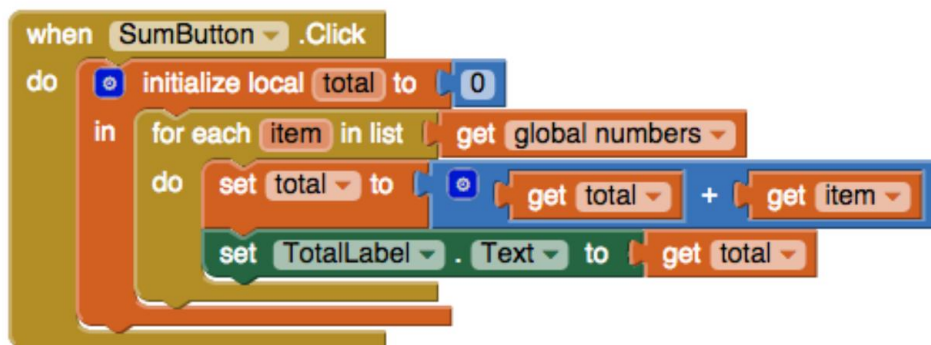 when SumButton .Click
do initialize local total to 0
in for each item in list get global numbers
do set total to get total + get item
set TotalLabel . Text to get total